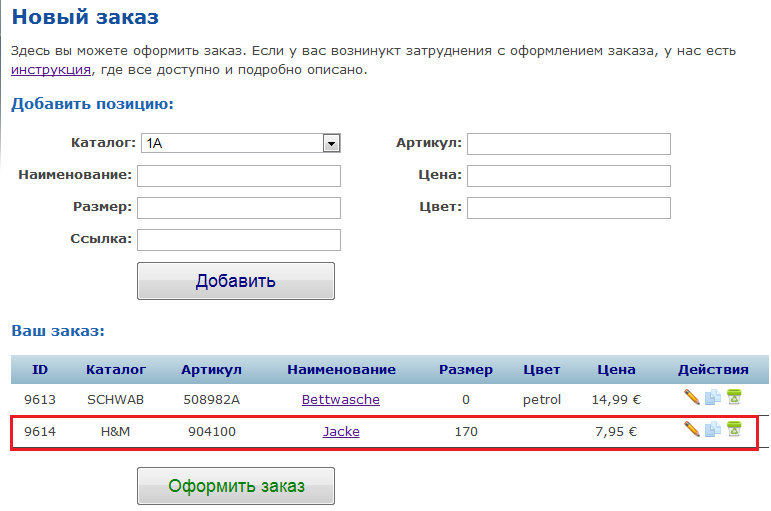 Новый заказ
Здесь вы можете оформить заказ. Если у вас возникнут затруднения с оформлением заказа, у нас есть
инструкция, где все доступно и подробно описано.
Добавить позицию:
Каталог: 1A Артикул:
Наименование: Цена:
Размер: Цвет:
Ссылка:
Добавить
Ваш заказ:
ID Каталог Артикул Наименование Размер Цвет Цена Действия
9613 SCHWAB 508982A Bettwasche 0 petrol 14,99 €
9614 H&M 904100 Jacke 170 7,95 €
Оформить заказ